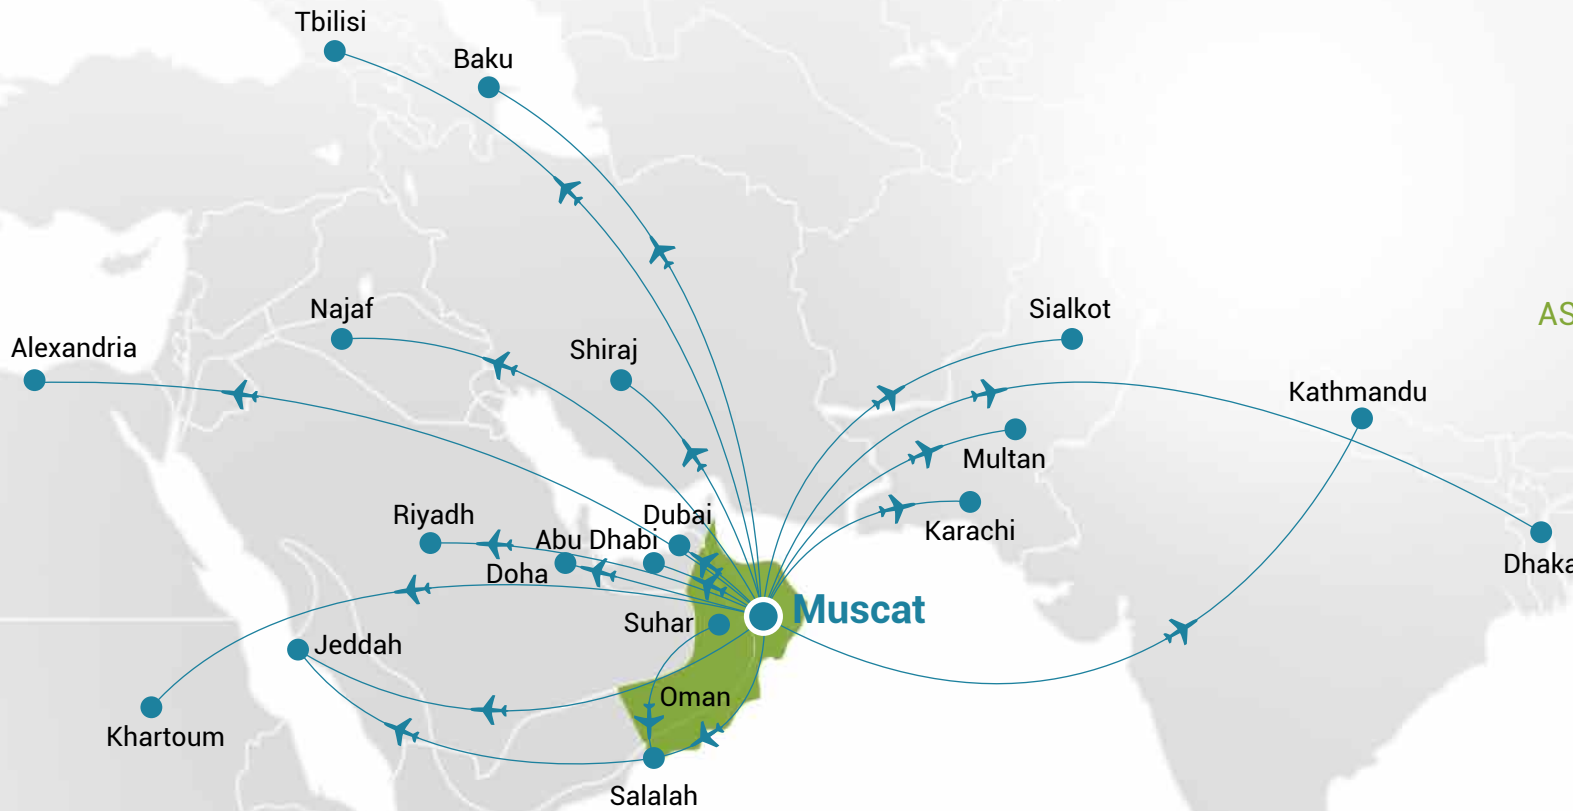 Tbilisi
Baku
Najaf
Sialkot
AS
Alexandria
Shiraj
Kathmandu
Multan
Riyadh
Dubai
Karachi
Abu Dhabi
Doha
Dhaka
Suhar
Muscat
Jeddah
Oman
Khartoum
Salalah